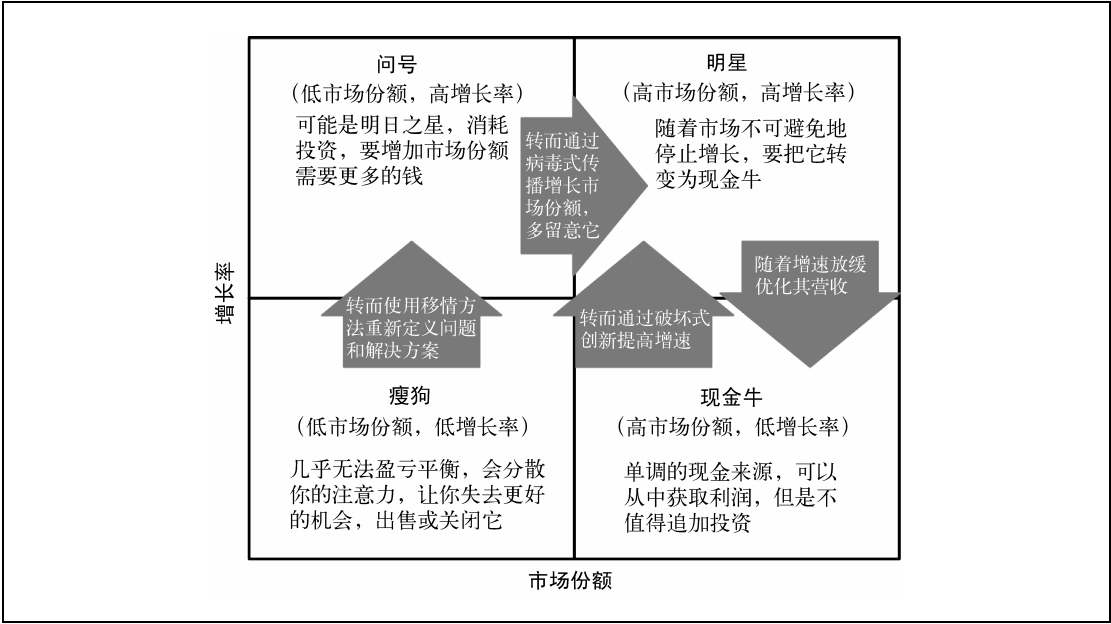 问号
（低市场份额，高增长率）
可能是明日之星，消耗
投资，要增加市场份额
需要更多的钱
转而通过
病毒式传
播增长市
场份额，
多留意它
明星
（高市场份额，高增长率）
随着市场不可避免地
停止增长，要把它转
变为现金牛
增长率
转而使用移情方
法重新定义问题
和解决方案
转而通过破坏式
创新提高增速
随着增速放缓
优化其营收
瘦狗
（低市场份额，低增长率）
几乎无法盈亏平衡，会分散
你的注意力，让你失去更好
的机会，出售或关闭它
现金牛
（高市场份额，低增长率）
单调的现金来源，可以
从中获取利润，但是不
值得追加投资
市场份额